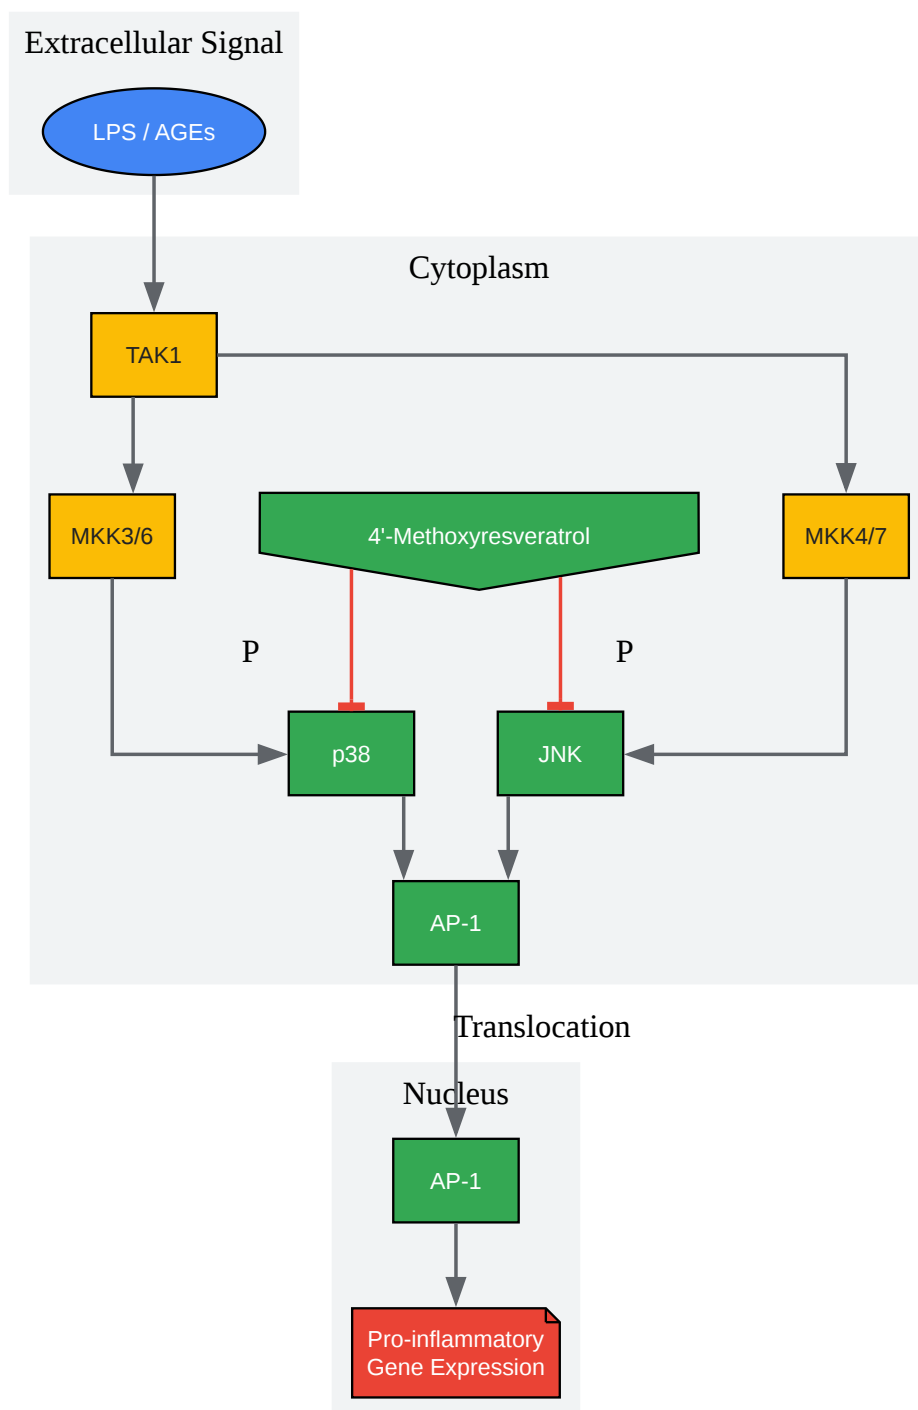 Extracellular Signal
LPS / AGEs
Cytoplasm
TAK1
MKK3/6
4'-Methoxyresveratrol
MKK4/7
P
P
p38
JNK
AP-1
Translocation
Nucleus
AP-1
Pro-inflammatory
Gene Expression